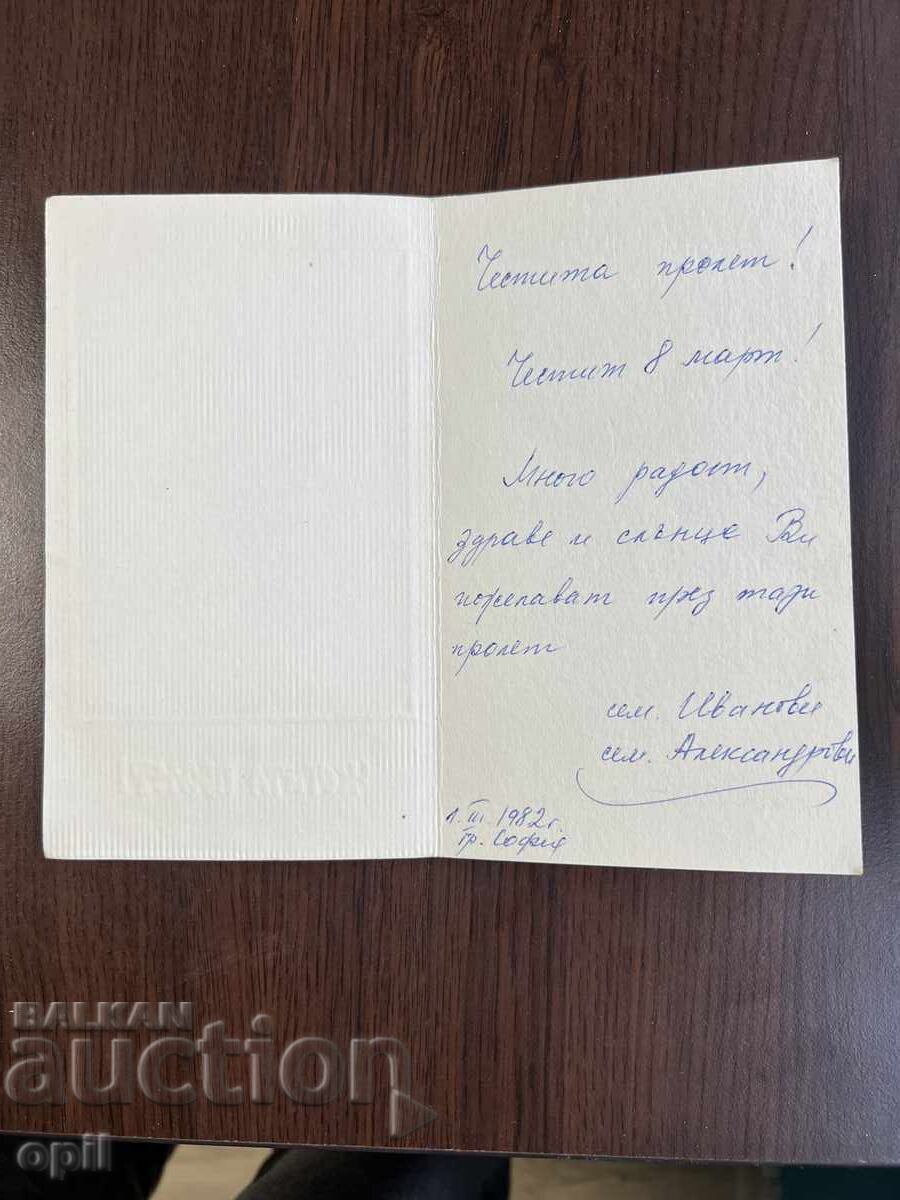 Честита пролет!
Честит 8 март!
Много радост,
здраве и слънце Ви
пожелават през тази
пролет
сем. Иванови
сем. Александрови
1. III. 1982 г.
гр. София
BALKAN
auction
opil